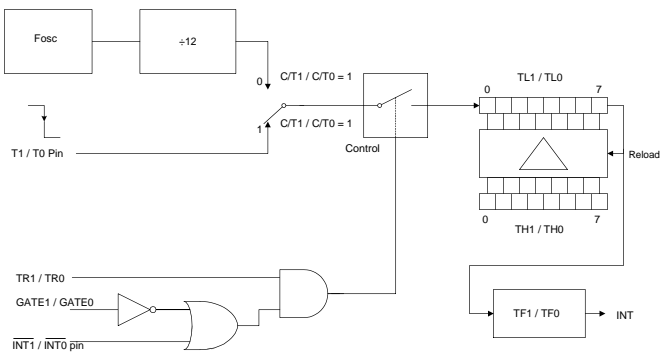 Fosc
÷12
0
C/T1 / C/T0 = 1
1
C/T1 / C/T0 = 1
T1 / T0 Pin
Control
TL1 / TL0
0 7
Reload
0 7
TH1 / TH0
TR1 / TR0
GATE1 / GATE0
INT1 / INT0 pin
TF1 / TF0
INT